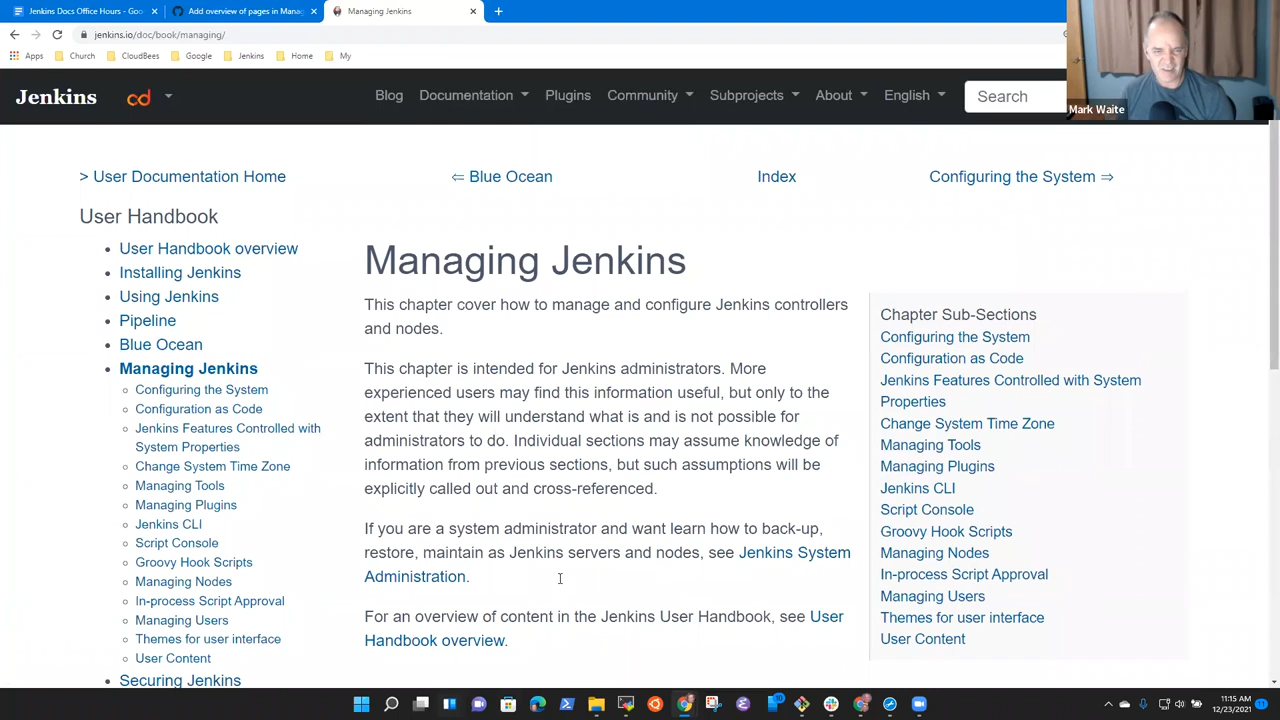 Jenkins Docs Office Hours - Goo
Add overview of pages in Manag
Managing Jenkins
jenkins.io/doc/book/managing/
Apps
Church
CloudBees
Google
Jenkins
Home
My
Mark Waite
Jenkins
cd
Blog
Documentation
Plugins
Community
Subprojects
About
English
Search
> User Documentation Home
⇐ Blue Ocean
Index
Configuring the System ⇒
User Handbook
User Handbook overview
Installing Jenkins
Using Jenkins
Pipeline
Blue Ocean
Managing Jenkins
Configuring the System
Configuration as Code
Jenkins Features Controlled with
System Properties
Change System Time Zone
Managing Tools
Managing Plugins
Jenkins CLI
Script Console
Groovy Hook Scripts
Managing Nodes
In-process Script Approval
Managing Users
Themes for user interface
User Content
Securing Jenkins
Managing Jenkins
This chapter cover how to manage and configure Jenkins controllers
and nodes.
This chapter is intended for Jenkins administrators. More
experienced users may find this information useful, but only to the
extent that they will understand what is and is not possible for
administrators to do. Individual sections may assume knowledge of
information from previous sections, but such assumptions will be
explicitly called out and cross-referenced.
If you are a system administrator and want learn how to back-up,
restore, maintain as Jenkins servers and nodes, see Jenkins System
Administration.
For an overview of content in the Jenkins User Handbook, see User
Handbook overview.
Chapter Sub-Sections
Configuring the System
Configuration as Code
Jenkins Features Controlled with System
Properties
Change System Time Zone
Managing Tools
Managing Plugins
Jenkins CLI
Script Console
Groovy Hook Scripts
Managing Nodes
In-process Script Approval
Managing Users
Themes for user interface
User Content
11:15 AM
12/23/2021